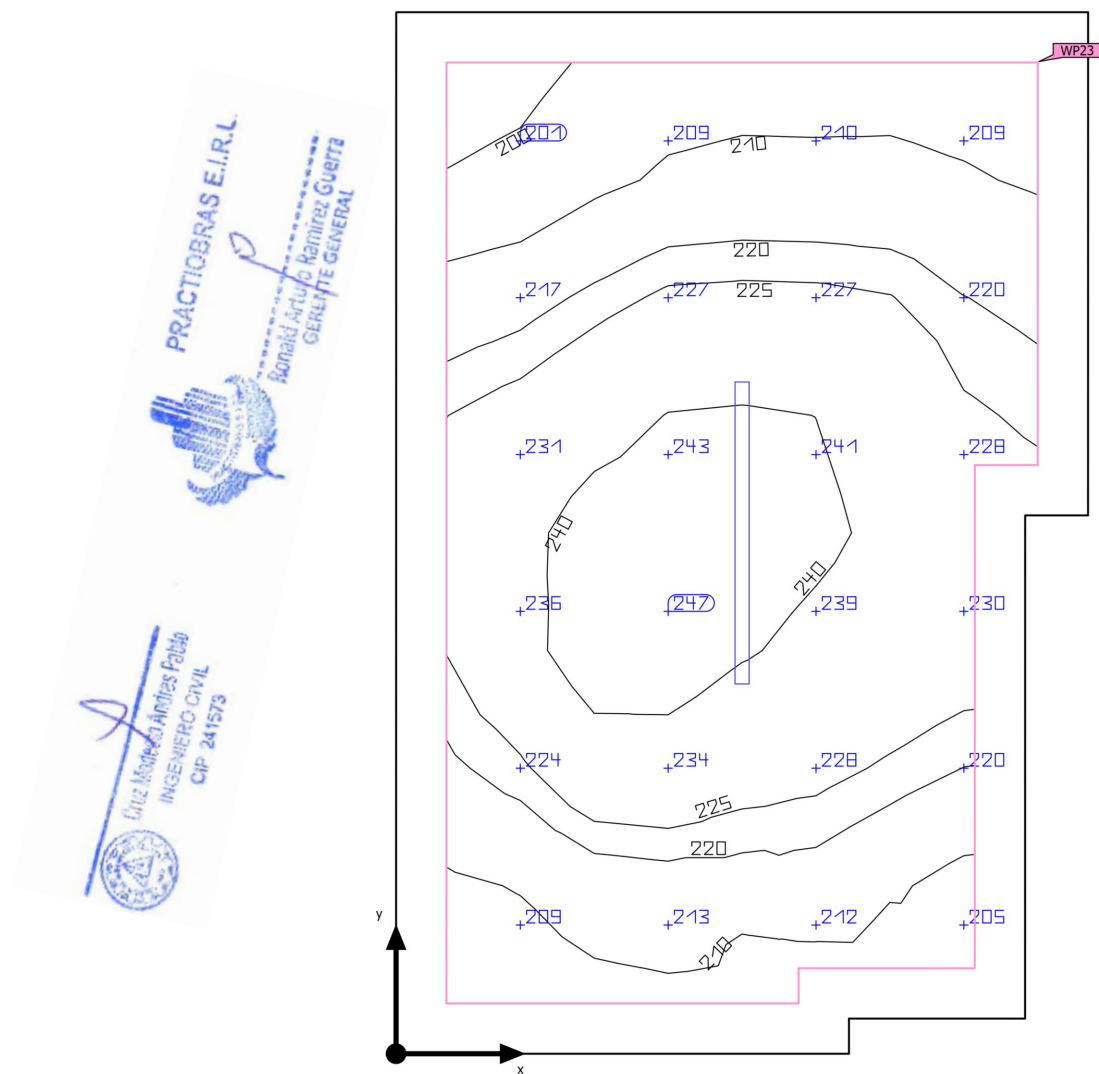 WP23
201 209 210 209
200
210
220
217 227 227 220
225
231 243 241 228
240
240
236 247 239 230
224 234 228 220
225
220
209 213 212 205
210
y
x
PRACTIOBRAS E.I.R.L.
Ronald Arturo Ramirez Guerra
GERENTE GENERAL
Cruz Andres Pablo
INGENIERO CIVIL
CIP 241573